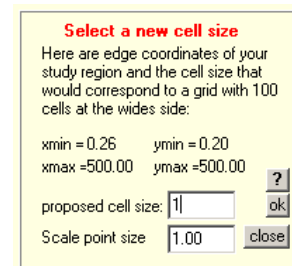 Select a new cell size
Here are edge coordinates of your
study region and the cell size that
would correspond to a grid with 100
cells at the wides side:
xmin = 0.26 ymin = 0.20
xmax =500.00 ymax =500.00
?
proposed cell size: 1 ok
Scale point size 1.00 close